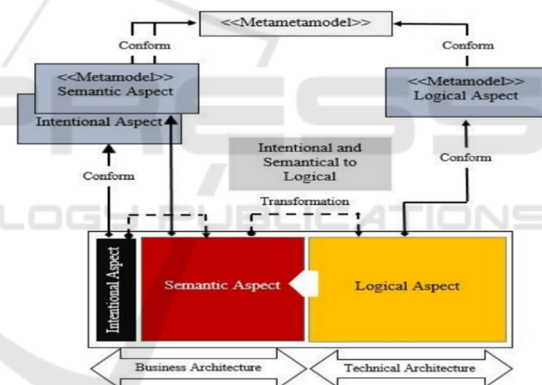 <<Metametamodel>>
Conform
Conform
<<Metamodel>>
Semantic Aspect
Intentional Aspect
<<Metamodel>>
Logical Aspect
Intentional and
Semantical to
Logical
Conform
Conform
Transformation
Intentional Aspect
Semantic Aspect
Logical Aspect
Business Architecture
Technical Architecture